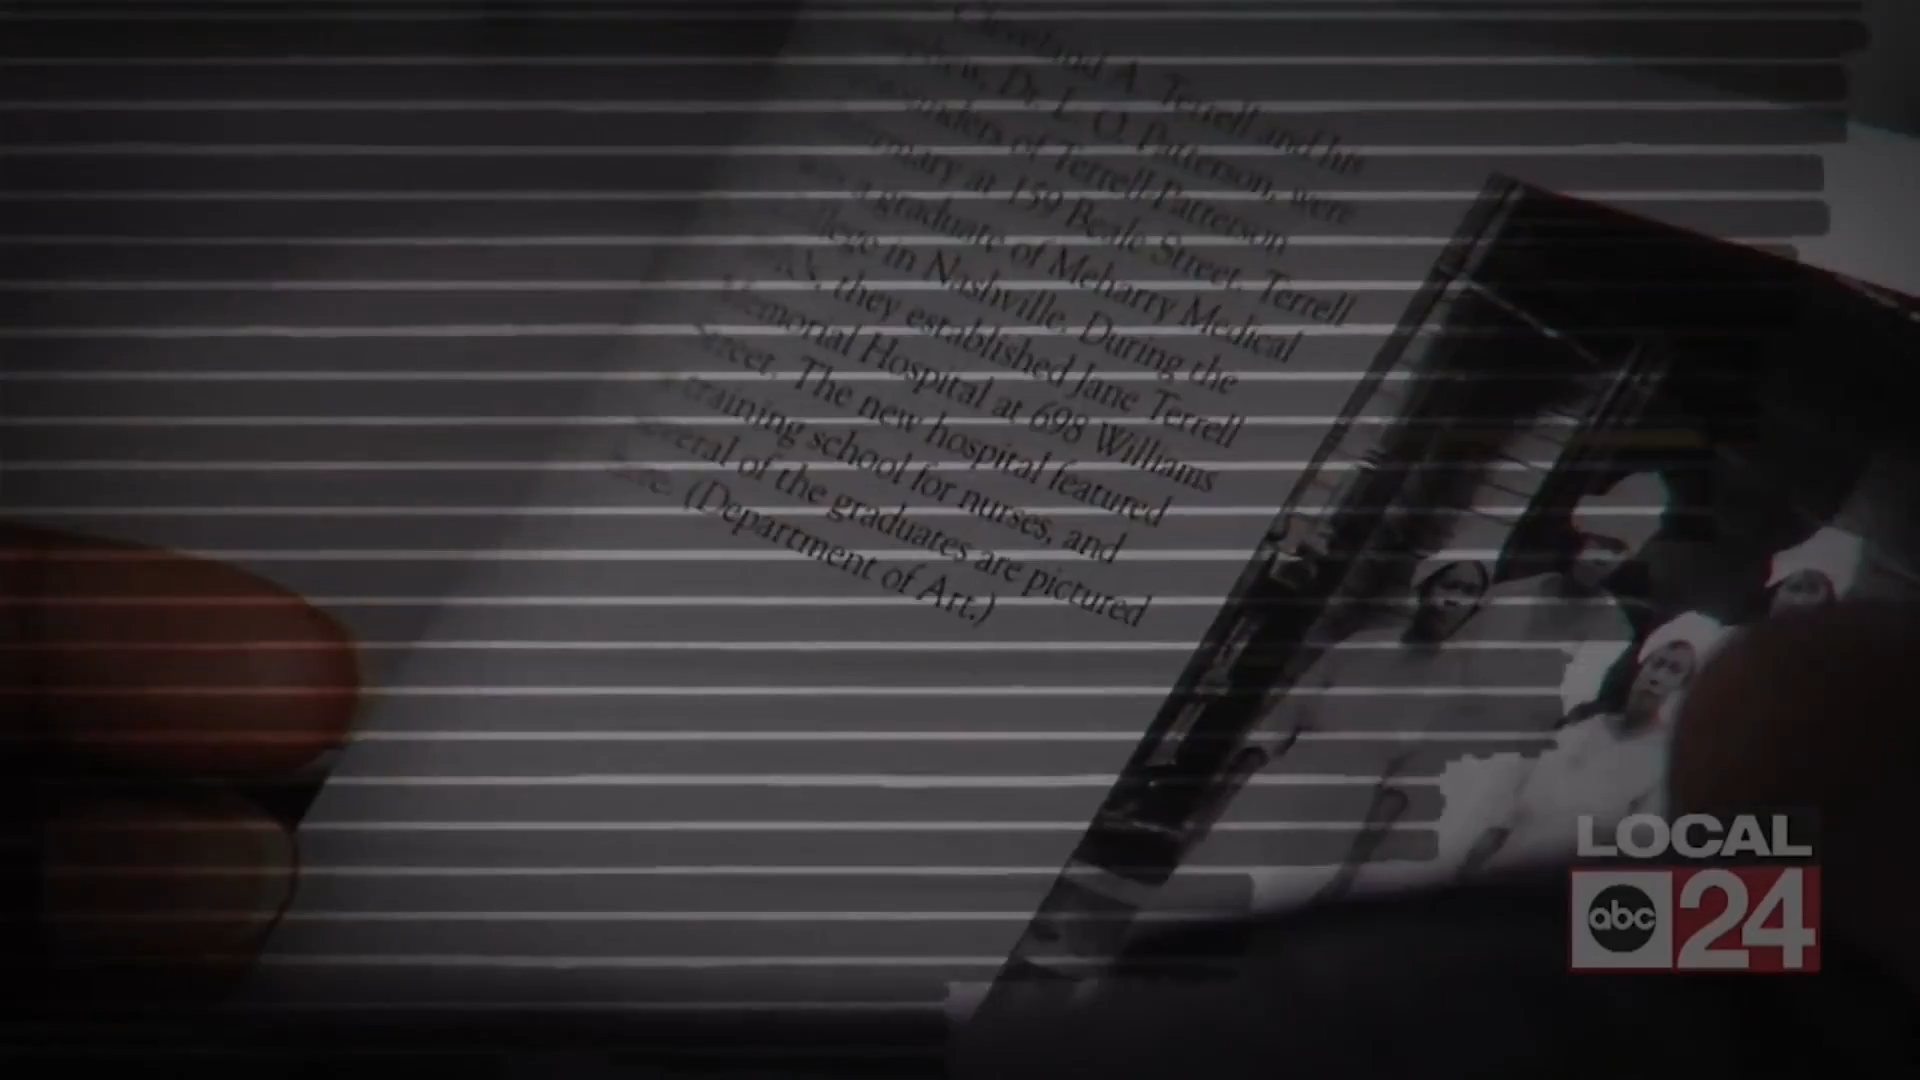 Cleveland A. Terrell and his
Dr. L. O. Patterson, were
of Terrell-Patterson
at 159 Beale Street. Terrell
a graduate of Meharry Medical
in Nashville. During the
they established Jane Terrell
Memorial Hospital at 698 Williams
Street. The new hospital featured
training school for nurses, and
several of the graduates are pictured
(Department of Art.)
LOCAL
abc 24